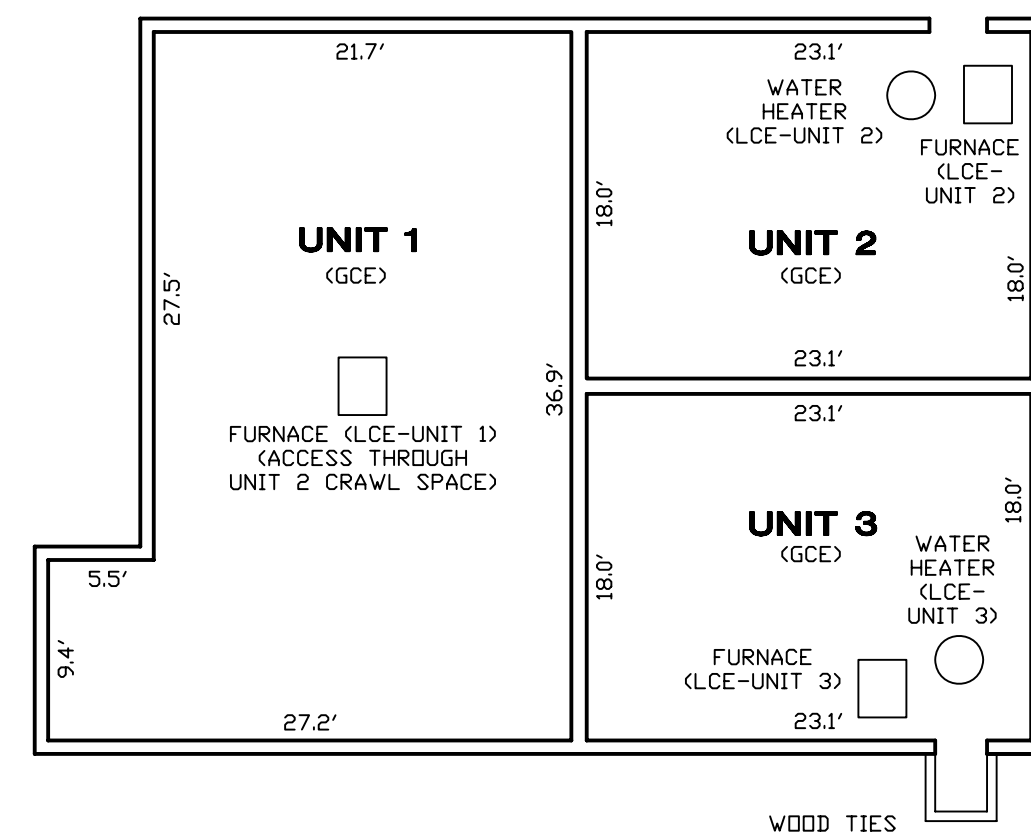 21.7′
27.5′
UNIT 1
(GCE)
36.9′
FURNACE (LCE-UNIT 1)
(ACCESS THROUGH
UNIT 2 CRAWL SPACE)
5.5′
9.4′
27.2′
23.1′
WATER
HEATER
(LCE-UNIT 2)
FURNACE
(LCE-
UNIT 2)
18.0′
UNIT 2
(GCE)
18.0′
23.1′
23.1′
18.0′
UNIT 3
(GCE)
18.0′
WATER
HEATER
(LCE-
UNIT 3)
FURNACE
(LCE-UNIT 3)
23.1′
WOOD TIES